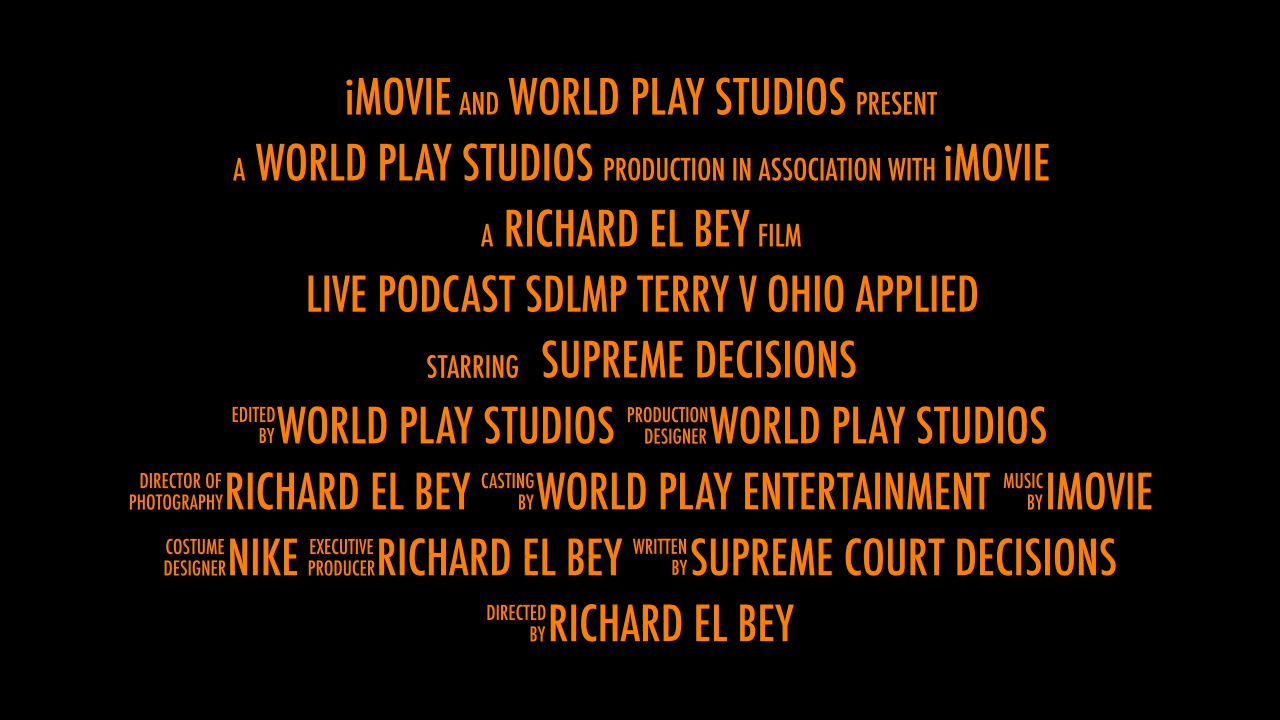 iMOVIE AND WORLD PLAY STUDIOS PRESENT
A WORLD PLAY STUDIOS PRODUCTION IN ASSOCIATION WITH iMOVIE
A RICHARD EL BEY FILM
LIVE PODCAST SDLMP TERRY V OHIO APPLIED
STARRING SUPREME DECISIONS
EDITED BY WORLD PLAY STUDIOS PRODUCTION DESIGNER WORLD PLAY STUDIOS
DIRECTOR OF PHOTOGRAPHY RICHARD EL BEY CASTING BY WORLD PLAY ENTERTAINMENT MUSIC BY IMOVIE
COSTUME DESIGNER NIKE EXECUTIVE PRODUCER RICHARD EL BEY WRITTEN BY SUPREME COURT DECISIONS
DIRECTED BY RICHARD EL BEY